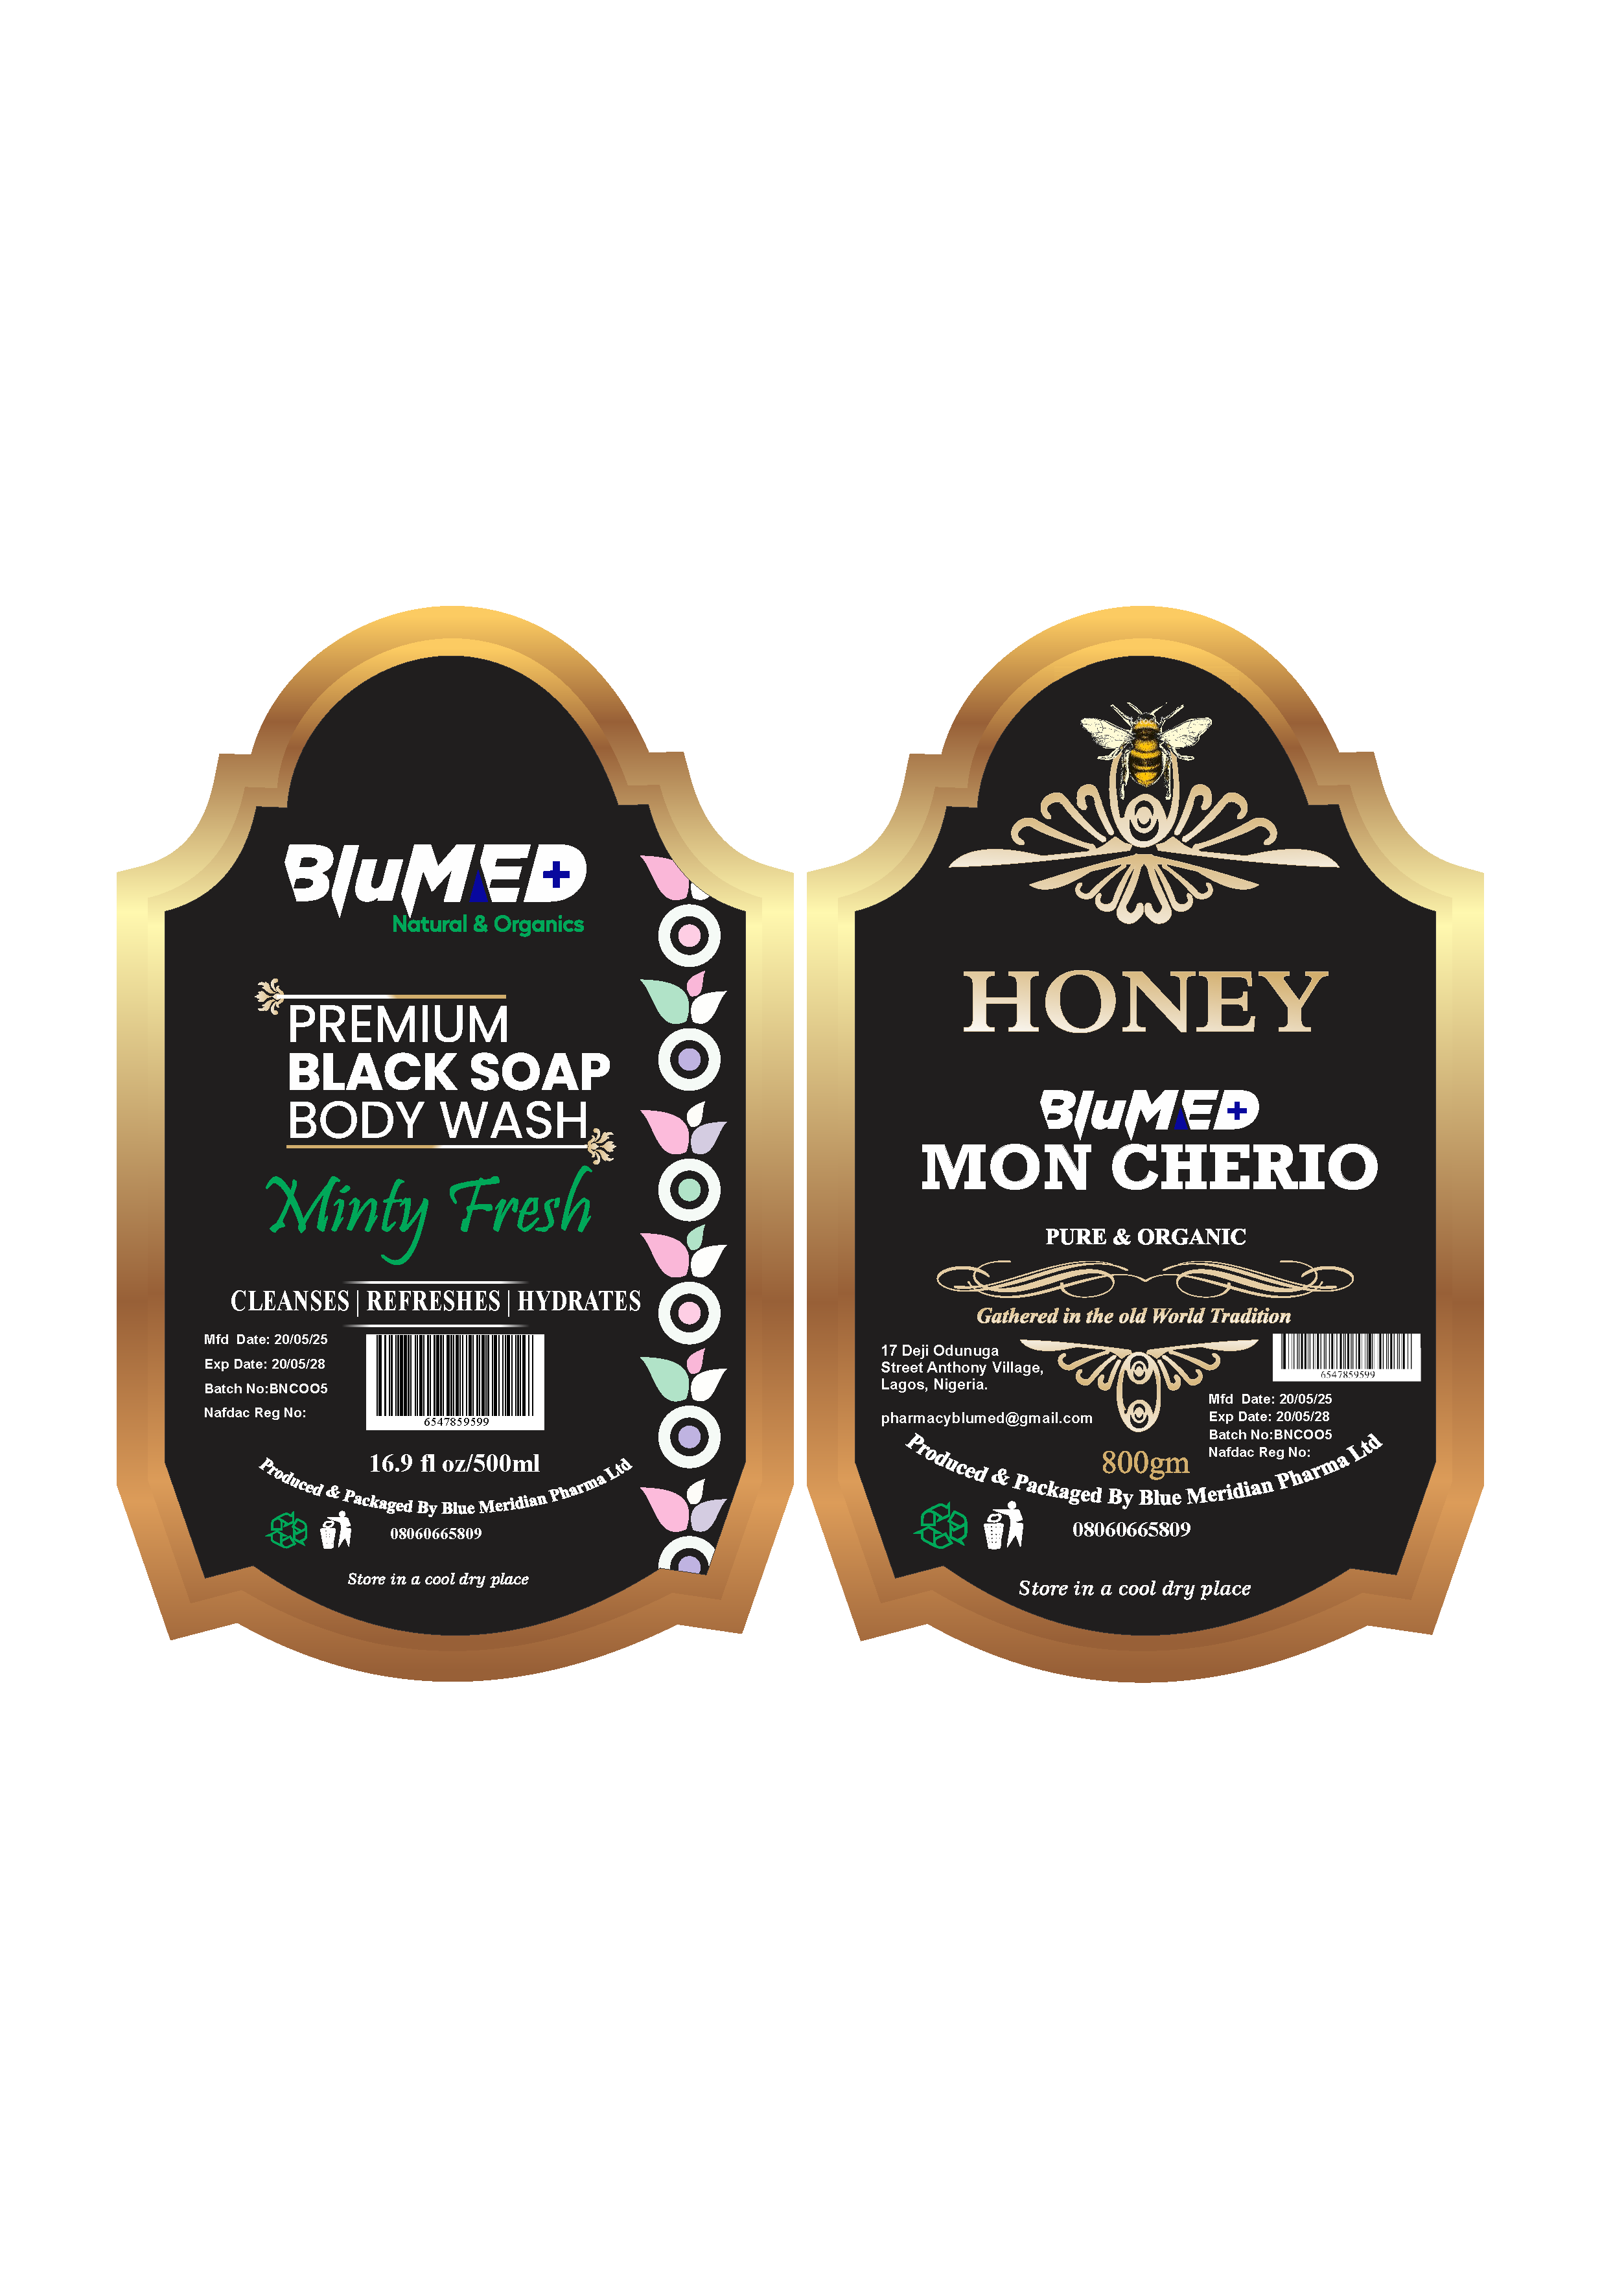 BluMED+
Natural & Organics
PREMIUM
BLACK SOAP
BODY WASH
Minty Fresh
CLEANSES | REFRESHES | HYDRATES
Mfd Date: 20/05/25
Exp Date: 20/05/28
Batch No:BNCOO5
Nafdac Reg No:
6547859599
16.9 fl oz/500ml
Produced & Packaged By Blue Meridian Pharma Ltd
08060665809
Store in a cool dry place
HONEY
BluMED+
MON CHERIO
PURE & ORGANIC
Gathered in the old World Tradition
17 Deji Odunuga
Street Anthony Village,
Lagos, Nigeria.
pharmacyblumed@gmail.com
6547859599
Mfd Date: 20/05/25
Exp Date: 20/05/28
Batch No:BNCOO5
Nafdac Reg No:
800gm
Produced & Packaged By Blue Meridian Pharma Ltd
08060665809
Store in a cool dry place